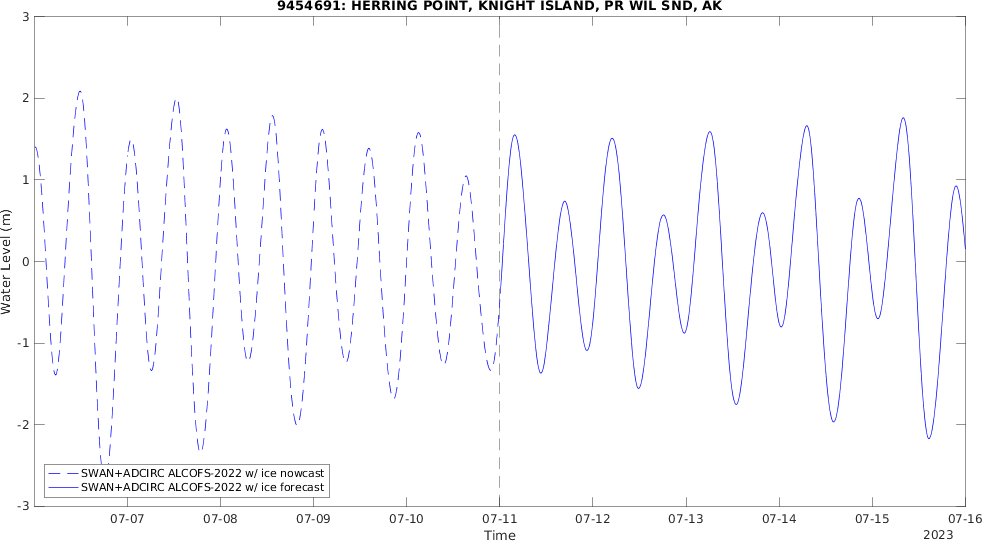 9454691: HERRING POINT, KNIGHT ISLAND, PR WIL SND, AK
3
2
1
0
-1
-2
-3
Water Level (m)
SWAN+ADCIRC ALCOFS-2022 w/ ice nowcast
SWAN+ADCIRC ALCOFS-2022 w/ ice forecast
07-07 07-08 07-09 07-10 07-11 07-12 07-13 07-14 07-15 07-16
Time
2023